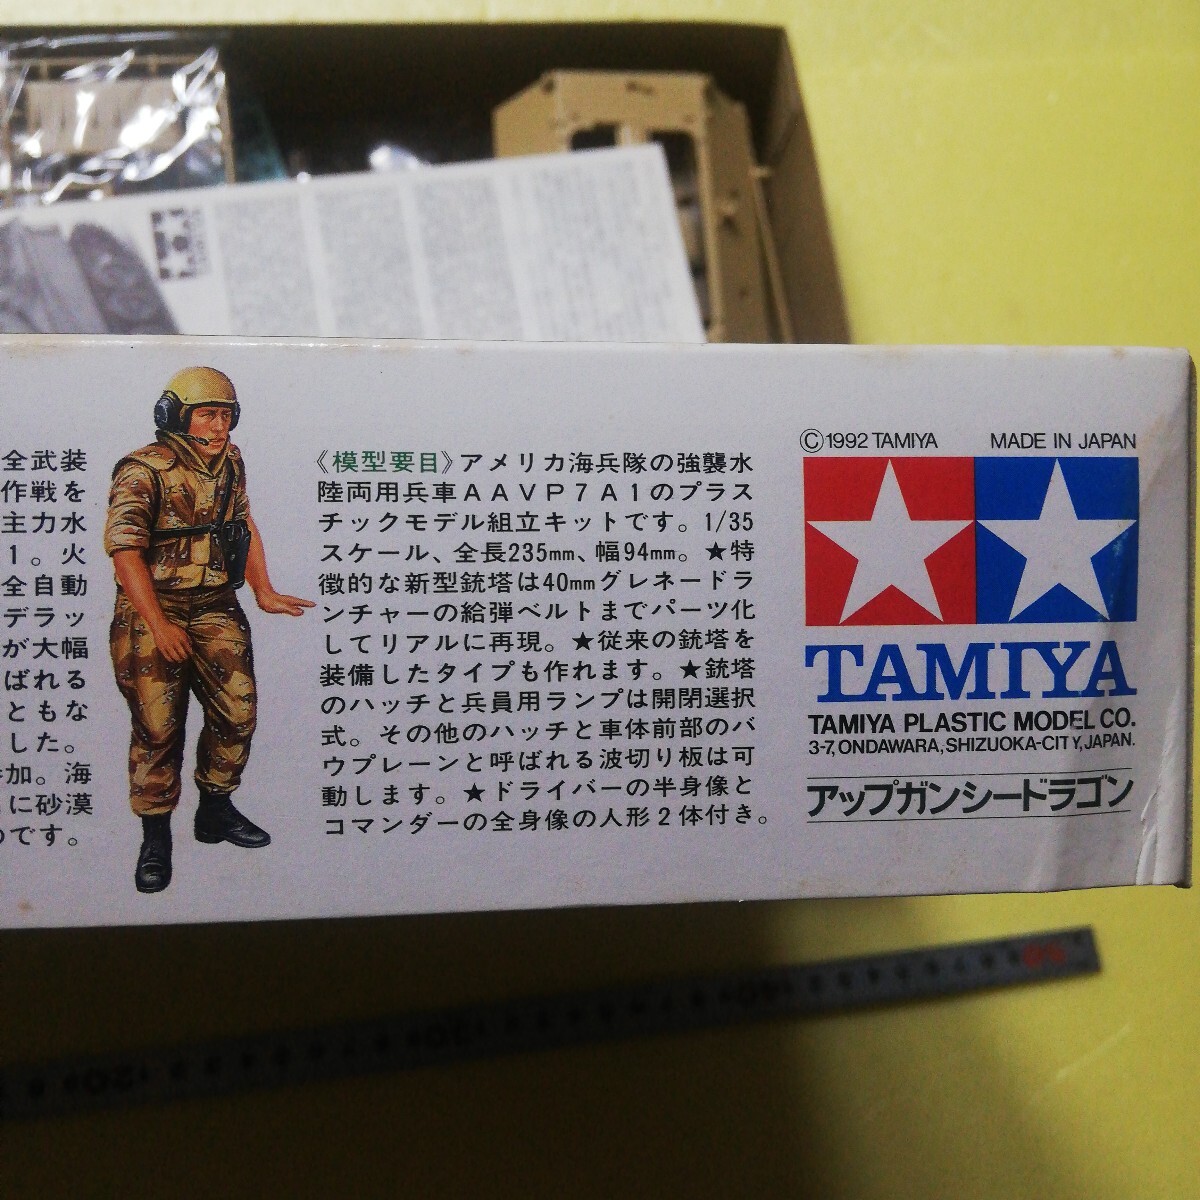 全武装
作戦を
主力水
1。火
全自動
デラッ
が大幅
ばれる
ともな
した。
加。海
に砂漠
のです。
《模型要目》アメリカ海兵隊の強襲水
陸両用兵車AAVP7A1のプラス
チックモデル組立キットです。1/35
スケール、全長235mm、幅94mm。★特
徴的な新型銃塔は40mmグレネードラ
ンチャーの給弾ベルトまでパーツ化
してリアルに再現。★従来の銃塔を
装備したタイプも作れます。★銃塔
のハッチと兵員用ランプは開閉選択
式。その他のハッチと車体前部のバ
ウプレーンと呼ばれる波切り板は可
動します。★ドライバーの半身像と
コマンダーの全身像の人形2体付き。
©1992 TAMIYA MADE IN JAPAN
TAMIYA
TAMIYA PLASTIC MODEL CO.
3-7, ONDAWARA, SHIZUOKA-CITY, JAPAN.
アップガンシードラゴン